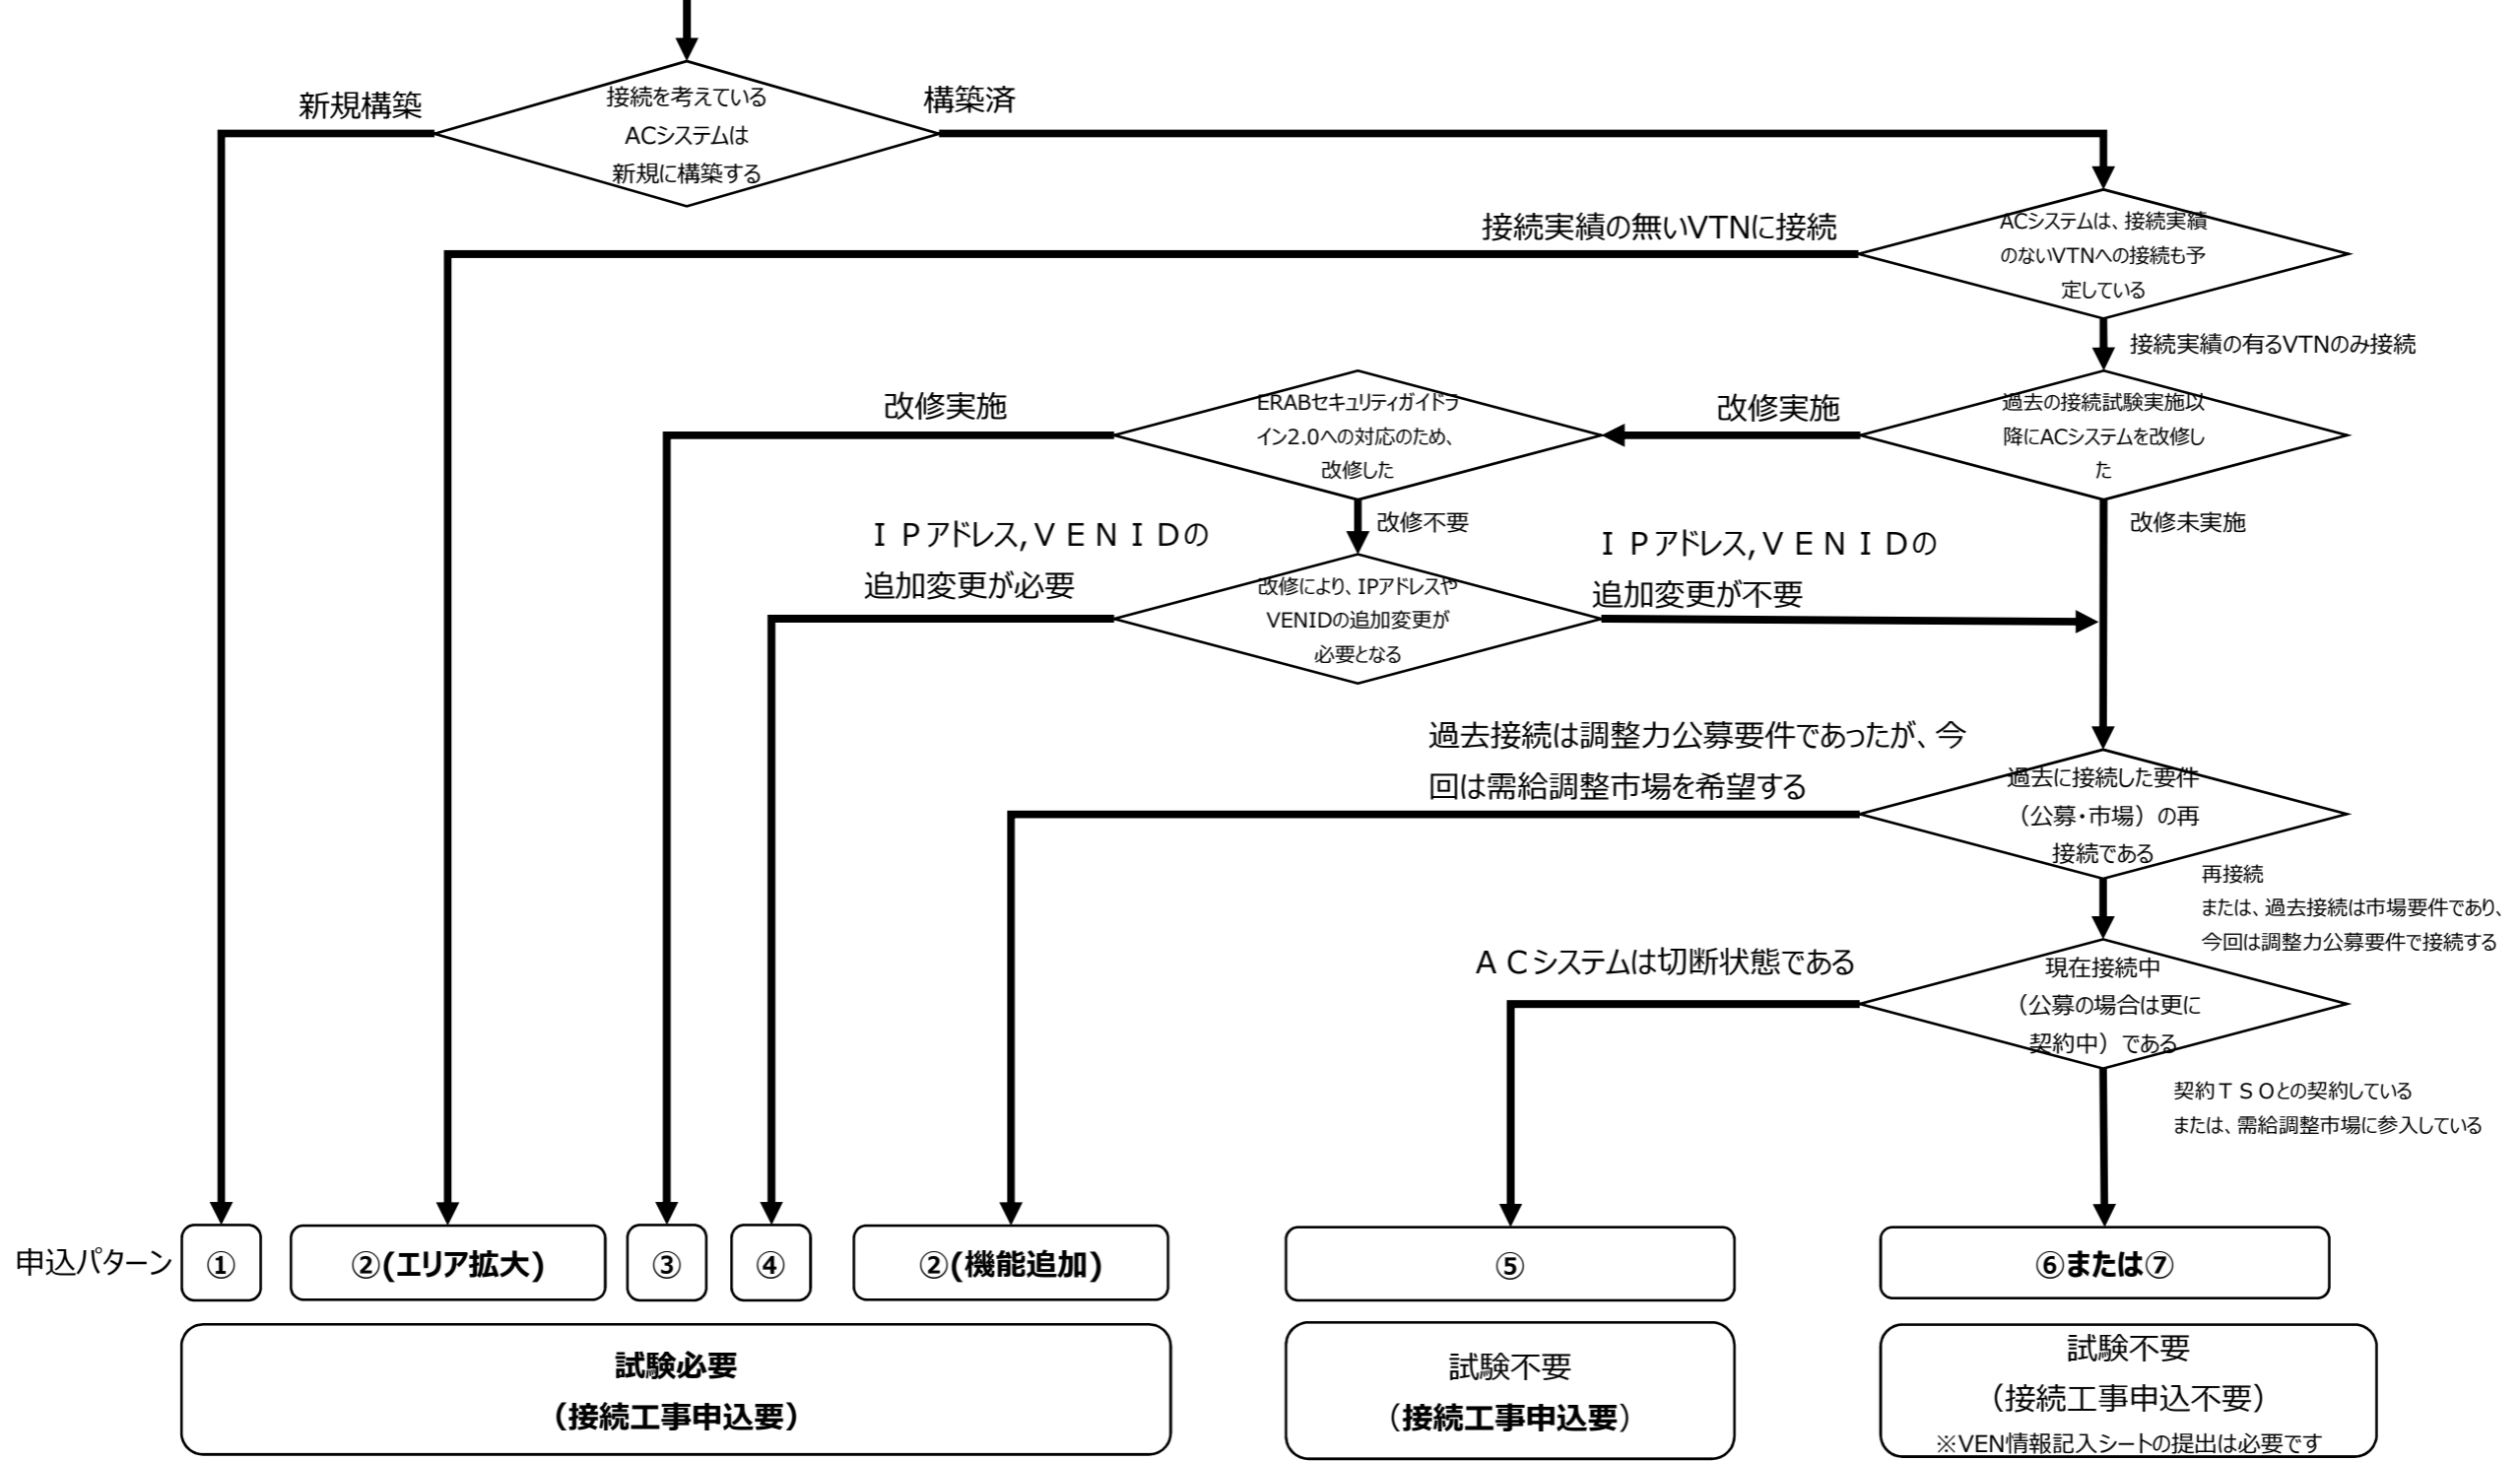 新規構築
接続を考えている
ACシステムは
新規に構築する
構築済
接続実績の無いVTNに接続
ACシステムは、接続実績
のないVTNへの接続も予
定している
接続実績の有るVTNのみ接続
改修実施
ERABセキュリティガイドラ
イン2.0への対応のため、
改修した
改修実施
過去の接続試験実施以
降にACシステムを改修し
た
改修不要
改修未実施
ＩＰアドレス,ＶＥＮＩＤの
追加変更が必要
改修により、IPアドレスや
VENIDの追加変更が
必要となる
ＩＰアドレス,ＶＥＮＩＤの
追加変更が不要
過去接続は調整力公募要件であったが、今
回は需給調整市場を希望する
過去に接続した要件
（公募・市場）の再
接続である
再接続
または、過去接続は市場要件であり、
今回は調整力公募要件で接続する
ＡＣシステムは切断状態である
現在接続中
（公募の場合は更に
契約中）である
契約ＴＳＯとの契約している
または、需給調整市場に参入している
申込パターン
①
②(エリア拡大)
③
④
②(機能追加)
⑤
⑥または⑦
試験必要
（接続工事申込要）
試験不要
（接続工事申込要）
試験不要
（接続工事申込不要）
※VEN情報記入シートの提出は必要です